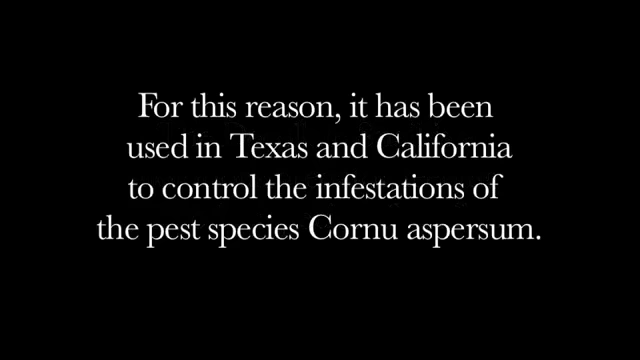 For this reason, it has been
used in Texas and California
to control the infestations of
the pest species Cornu aspersum.